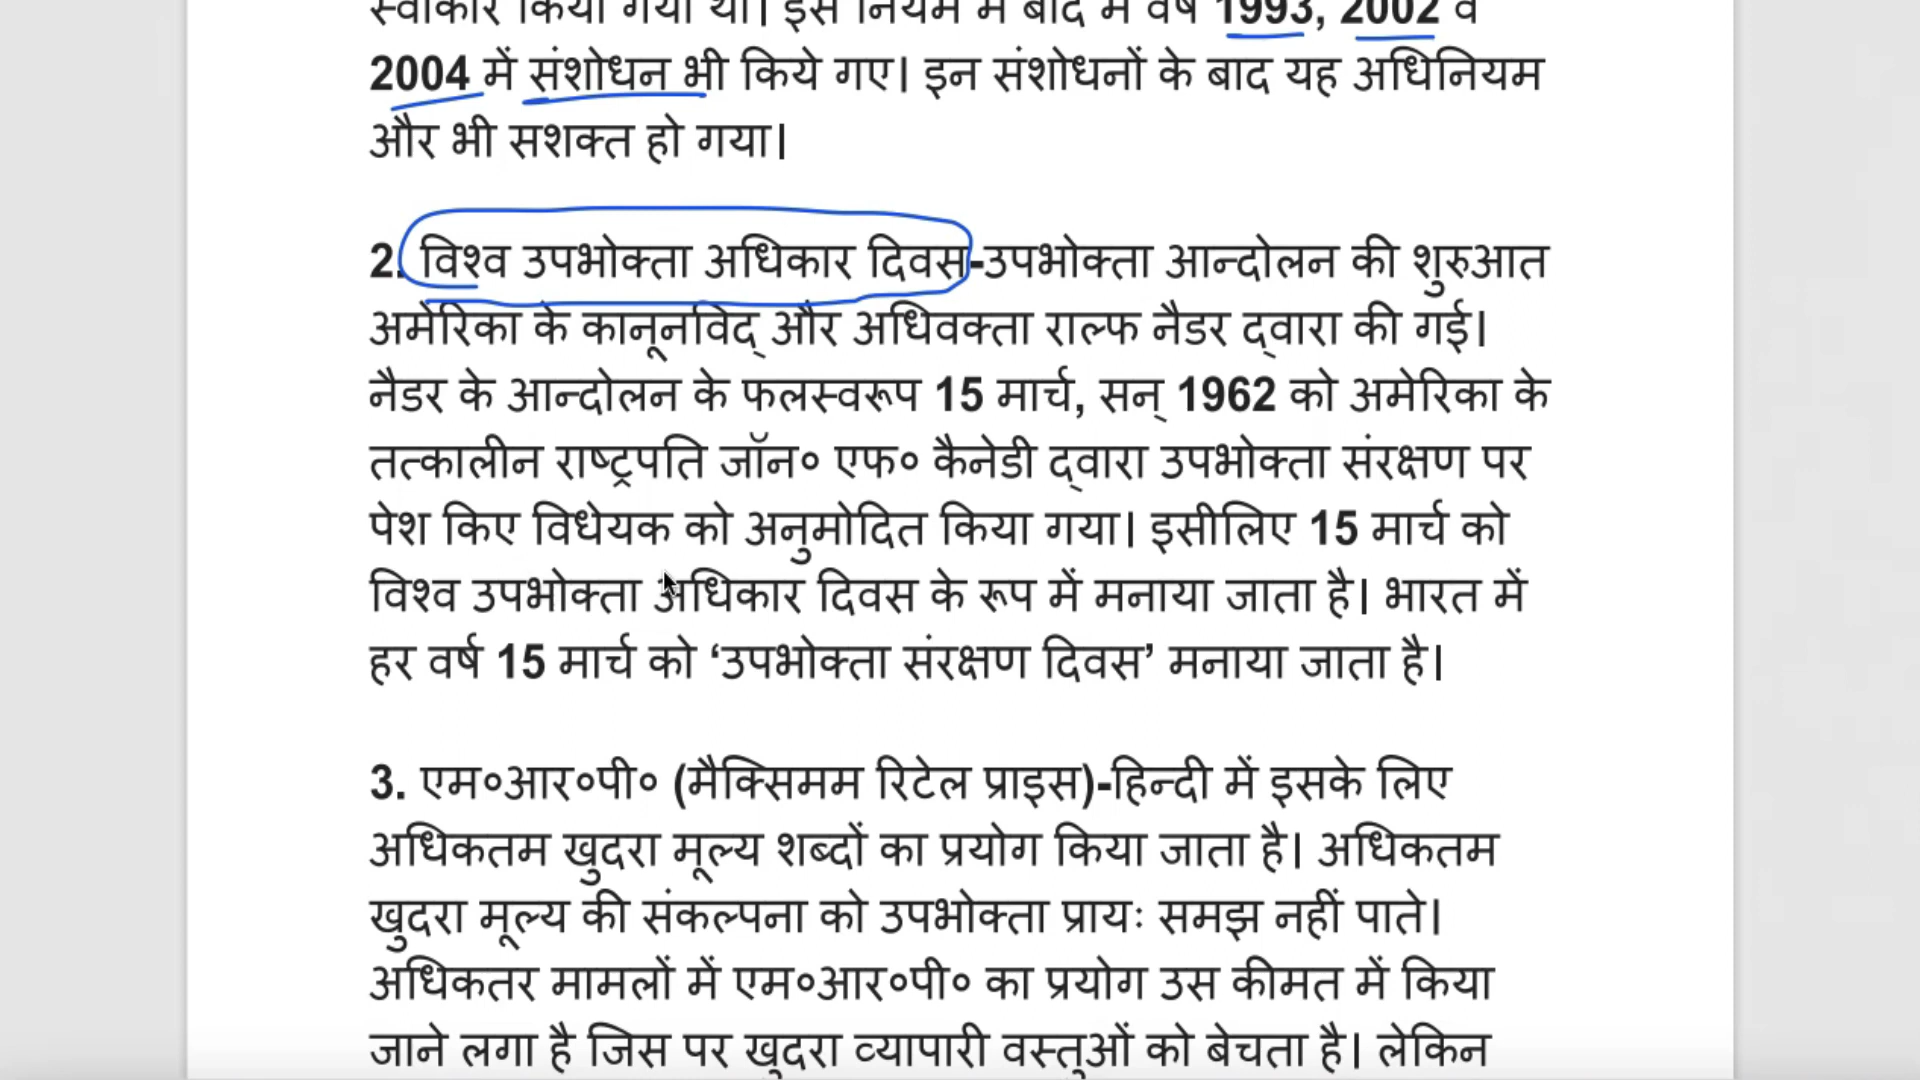 स्वीकार किया गया था। इस नियम में बाद में वर्ष 1993, 2002 व
2004 में संशोधन भी किये गए। इन संशोधनों के बाद यह अधिनियम
और भी सशक्त हो गया।
2. विश्व उपभोक्ता अधिकार दिवस-उपभोक्ता आन्दोलन की शुरुआत
अमेरिका के कानूनविद् और अधिवक्ता राल्फ नैडर द्वारा की गई।
नैडर के आन्दोलन के फलस्वरूप 15 मार्च, सन् 1962 को अमेरिका के
तत्कालीन राष्ट्रपति जॉन० एफ० कैनेडी द्वारा उपभोक्ता संरक्षण पर
पेश किए विधेयक को अनुमोदित किया गया। इसीलिए 15 मार्च को
विश्व उपभोक्ता अधिकार दिवस के रूप में मनाया जाता है। भारत में
हर वर्ष 15 मार्च को ‘उपभोक्ता संरक्षण दिवस’ मनाया जाता है।
3. एम०आर०पी० (मैक्सिमम रिटेल प्राइस)-हिन्दी में इसके लिए
अधिकतम खुदरा मूल्य शब्दों का प्रयोग किया जाता है। अधिकतम
खुदरा मूल्य की संकल्पना को उपभोक्ता प्रायः समझ नहीं पाते।
अधिकतर मामलों में एम०आर०पी० का प्रयोग उस कीमत में किया
जाने लगा है जिस पर खुदरा व्यापारी वस्तुओं को बेचता है। लेकिन